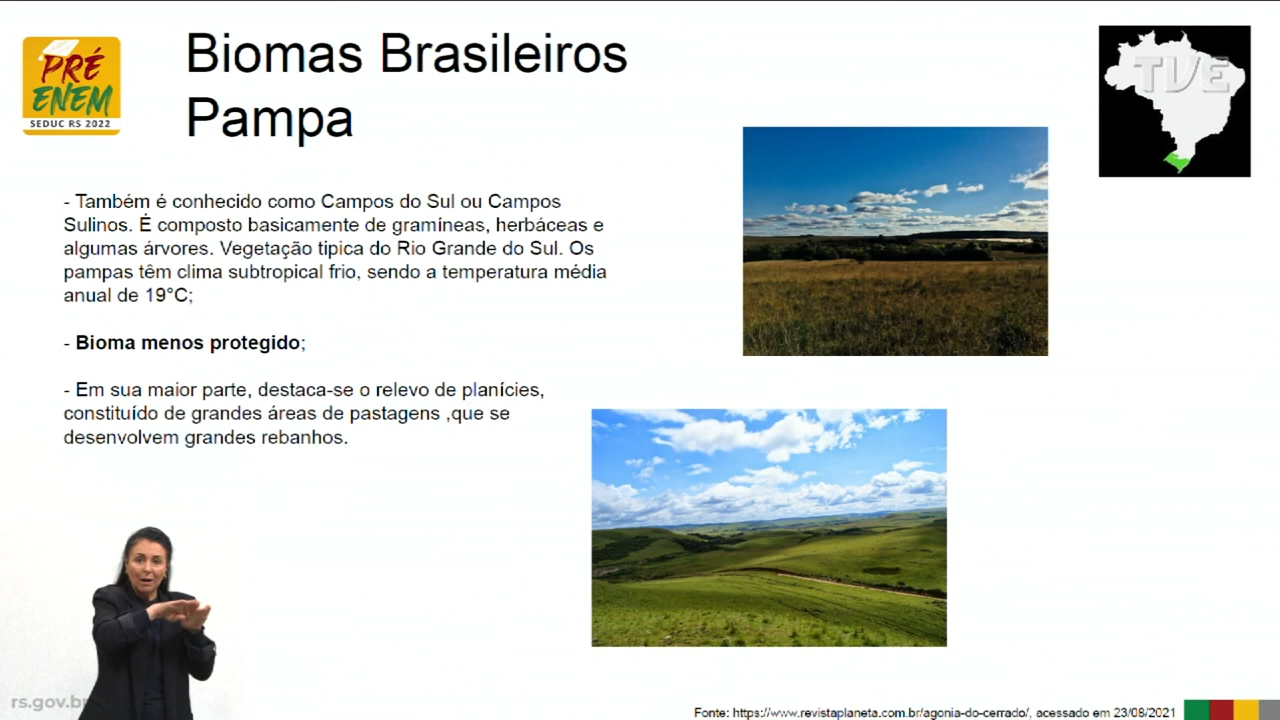 PRÉ
ENEM
SEDUC RS 2022
Biomas Brasileiros
Pampa
TVE
- Também é conhecido como Campos do Sul ou Campos
Sulinos. É composto basicamente de gramíneas, herbáceas e
algumas árvores. Vegetação tipica do Rio Grande do Sul. Os
pampas têm clima subtropical frio, sendo a temperatura média
anual de 19°C;
- Bioma menos protegido;
- Em sua maior parte, destaca-se o relevo de planícies,
constituído de grandes áreas de pastagens ,que se
desenvolvem grandes rebanhos.
rs.gov.br
Fonte: https://www.revistaplaneta.com.br/agonia-do-cerrado/, acessado em 23/08/2021